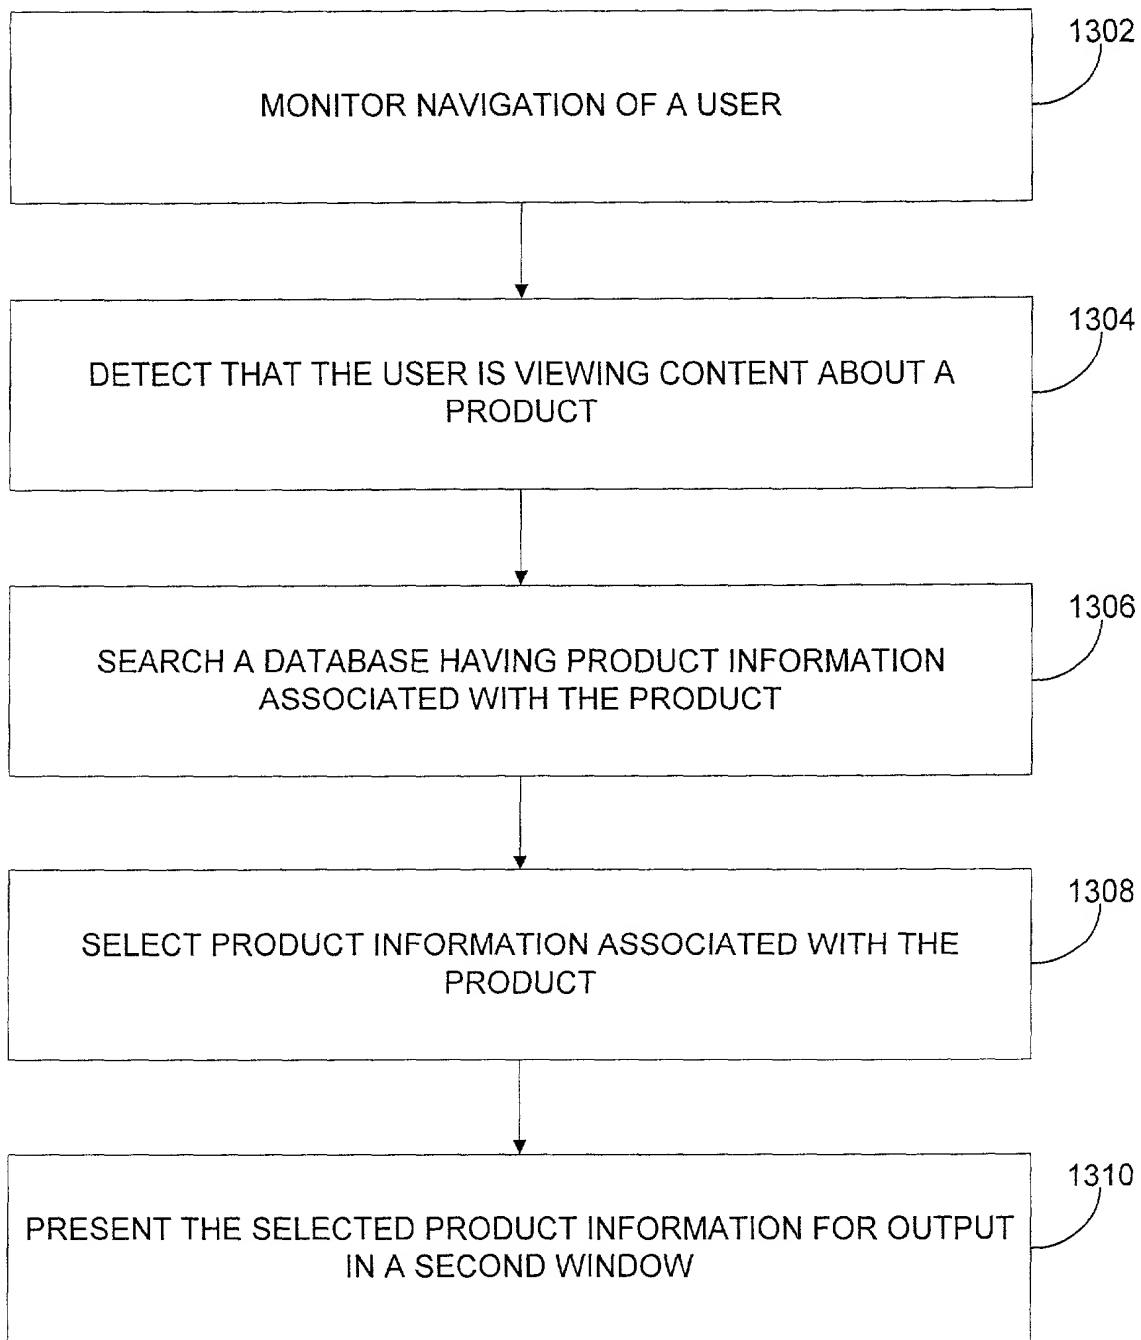 1302
MONITOR NAVIGATION OF A USER
1304
DETECT THAT THE USER IS VIEWING CONTENT ABOUT A
PRODUCT
1306
SEARCH A DATABASE HAVING PRODUCT INFORMATION
ASSOCIATED WITH THE PRODUCT
1308
SELECT PRODUCT INFORMATION ASSOCIATED WITH THE
PRODUCT
1310
PRESENT THE SELECTED PRODUCT INFORMATION FOR OUTPUT
IN A SECOND WINDOW